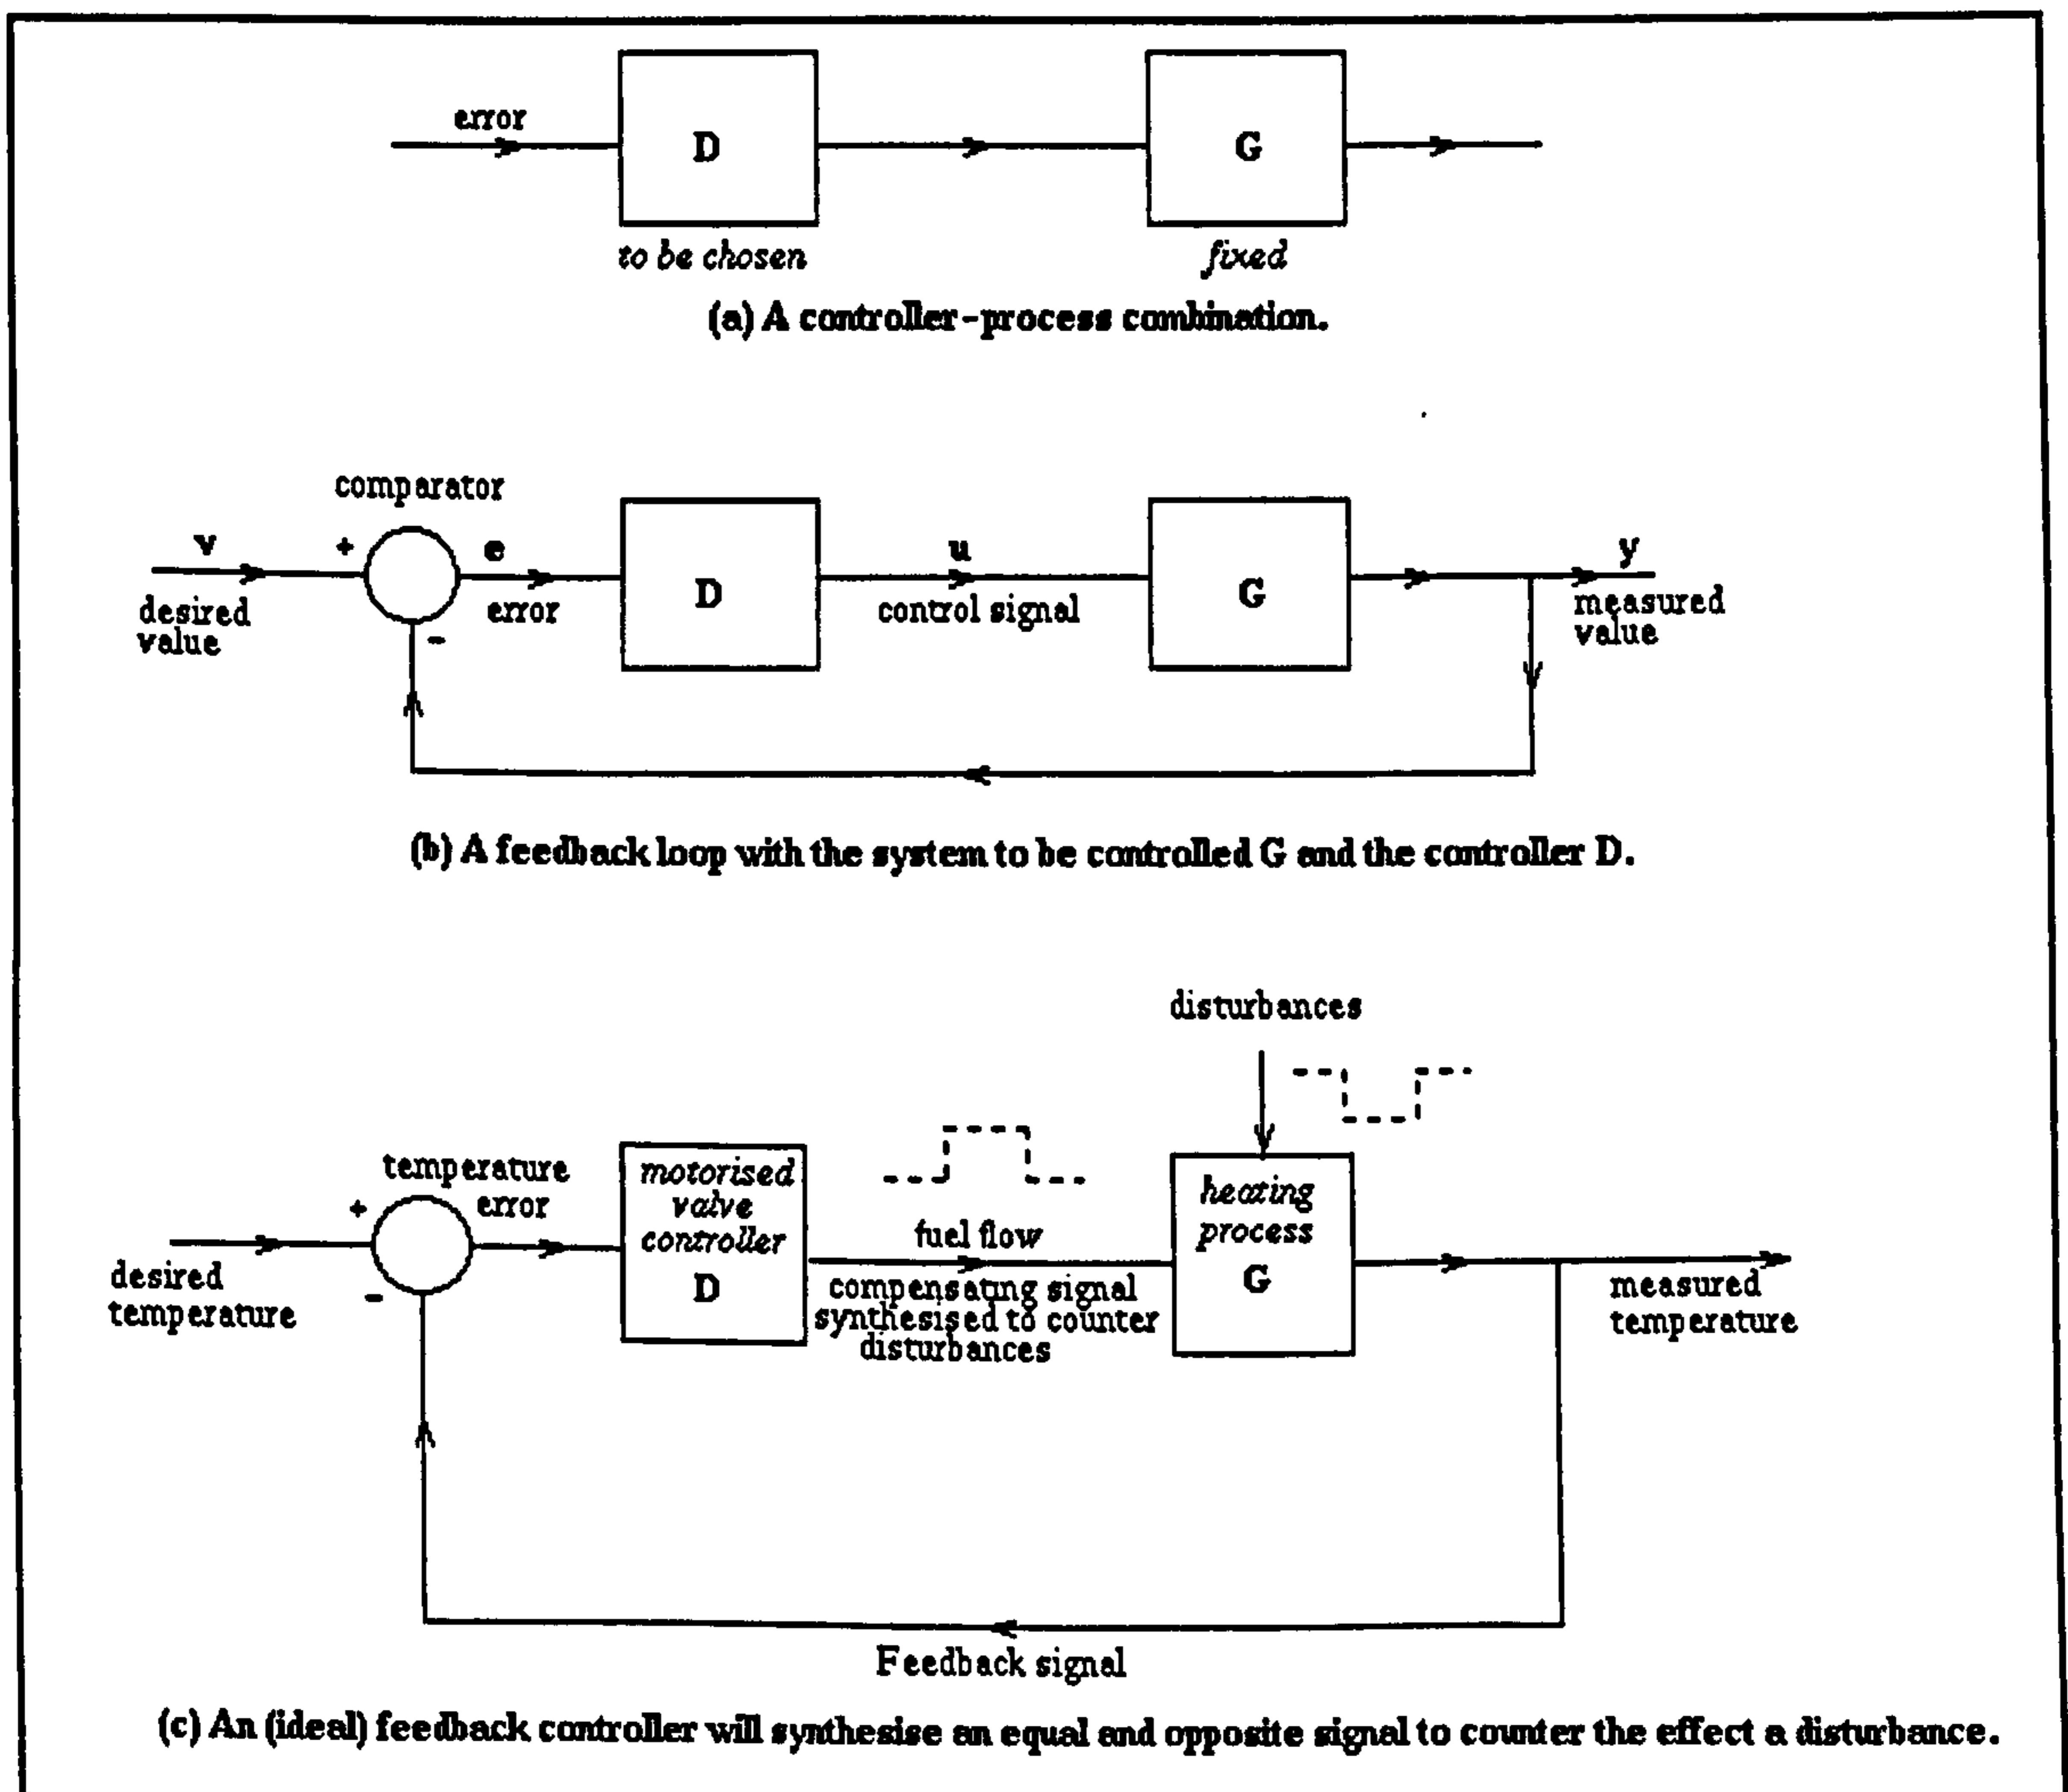 error
D
G
to be chosen
fixed
(a) A controller-process combination.
comparator
v
+
e
u
y
desired
value
-
error
D
control signal
G
measured
value
(b) A feedback loop with the system to be controlled G and the controller D.
disturbances
temperature
error
+
motorised
valve
controller
D
fuel flow
heating
process
G
desired
temperature
-
compensating signal
synthesised to counter
disturbances
measured
temperature
Feedback signal
(c) An (ideal) feedback controller will synthesise an equal and opposite signal to counter the effect a disturbance.